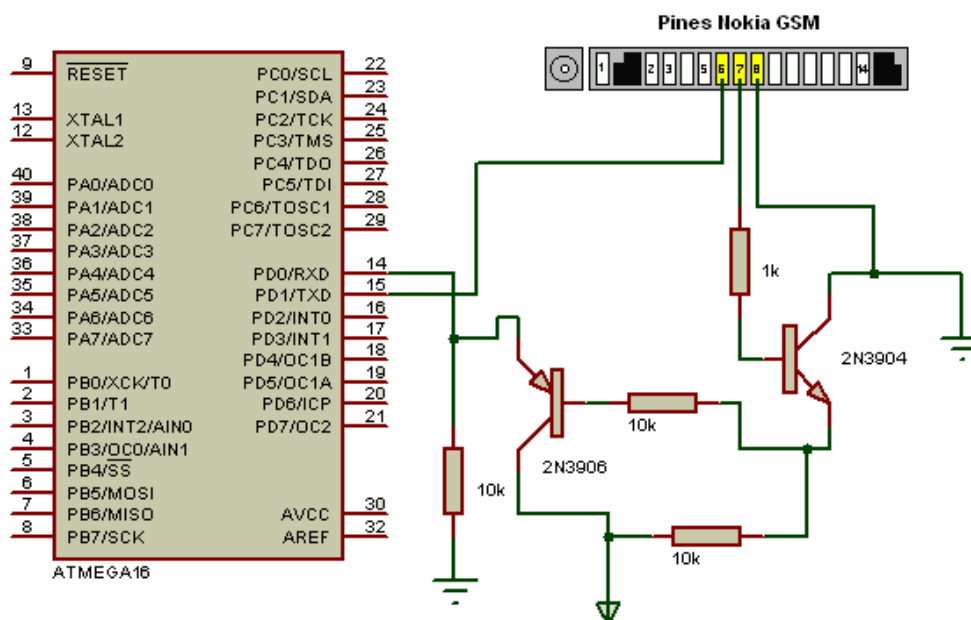 Pines Nokia GSM
1 2 3 5 6 7 8 14
9 RESET PC0/SCL 22
PC1/SDA 23
13 XTAL1 PC2/TCK 24
12 XTAL2 PC3/TMS 25
PC4/TDO 26
40 PA0/ADC0 PC5/TDI 27
39 PA1/ADC1 PC6/TOSC1 28
38 PA2/ADC2 PC7/TOSC2 29
37 PA3/ADC3
36 PA4/ADC4 PD0/RXD 14
35 PA5/ADC5 PD1/TXD 15
34 PA6/ADC6 PD2/INT0 16
33 PA7/ADC7 PD3/INT1 17
PD4/OC1B 18
1 PB0/XCK/T0 PD5/OC1A 19
2 PB1/T1 PD6/ICP 20
3 PB2/INT2/AIN0 PD7/OC2 21
4 PB3/OC0/AIN1
5 PB4/SS
6 PB5/MOSI
7 PB6/MISO AVCC 30
8 PB7/SCK AREF 32
ATMEGA16
1k
2N3904
10k
2N3906
10k
10k